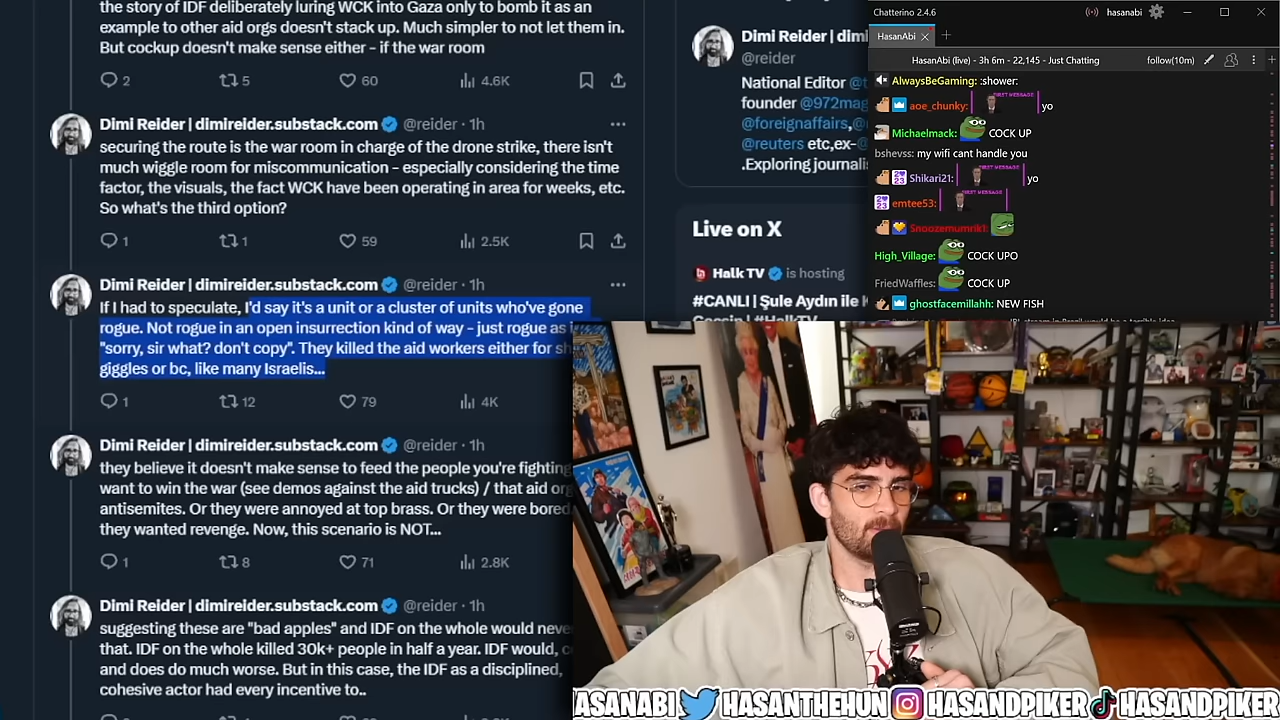 the story of IDF deliberately luring WCK into Gaza only to bomb it as an
example to other aid orgs doesn't stack up. Much simpler to not let them in.
But cockup doesn't make sense either – if the war room
2 5 60 4.6K
Dimi Reider | dimireider.substack.com @reider · 1h
securing the route is the war room in charge of the drone strike, there isn't
much wiggle room for miscommunication – especially considering the time
factor, the visuals, the fact WCK have been operating in area for weeks, etc.
So what's the third option?
1 1 59 2.5K
Dimi Reider | dimireider.substack.com @reider · 1h
If I had to speculate, I'd say it's a unit or a cluster of units who've gone
rogue. Not rogue in an open insurrection kind of way – just rogue as
"sorry, sir what? don't copy". They killed the aid workers either for
giggles or bc, like many Israelis...
1 12 79 4K
Dimi Reider | dimireider.substack.com @reider · 1h
they believe it doesn't make sense to feed the people you're fighting
want to win the war (see demos against the aid trucks) / that aid
antisemites. Or they were annoyed at top brass. Or they were bored
they wanted revenge. Now, this scenario is NOT...
1 8 71 2.8K
Dimi Reider | dimireider.substack.com @reider · 1h
suggesting these are "bad apples" and IDF on the whole would
that. IDF on the whole killed 30k+ people in half a year. IDF would,
and does do much worse. But in this case, the IDF as a disciplined,
cohesive actor had every incentive to..
Dimi Reider |
@reider
National Editor
founder @972mag
@foreignaffairs,
@reuters etc,ex-
.Exploring
Live on X
Halk TV is hosting
#CANLI | Şule Aydın ile
Chatterino 2.4.6
hasanabi
HasanAbi
HasanAbi (live) - 3h 6m - 22,145 - Just Chatting
follow(10m)
AlwaysBeGaming: :shower:
aoe_chunky: FIRST MESSAGE yo
Michaelmack: COCK UP
bshevss: my wifi cant handle you
Shikari21: FIRST MESSAGE yo
emtee53: FIRST MESSAGE
Snoozemumrik1:
High_Village: COCK UPO
FriedWaffles: COCK UP
ghostfacemillahh: NEW FISH
ASANABI HASANTHEHUN HASANDPIKER HASANDPIKER